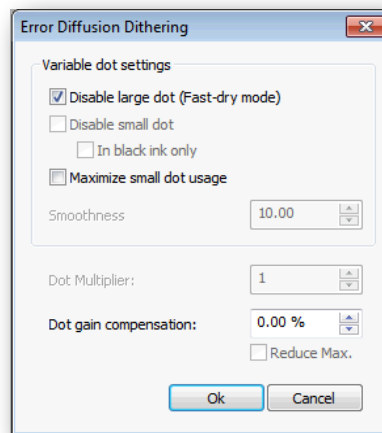 Error Diffusion Dithering
Variable dot settings
Disable large dot (Fast-dry mode)
Disable small dot
In black ink only
Maximize small dot usage
Smoothness 10.00
Dot Multiplier: 1
Dot gain compensation: 0.00 %
Reduce Max.
Ok Cancel